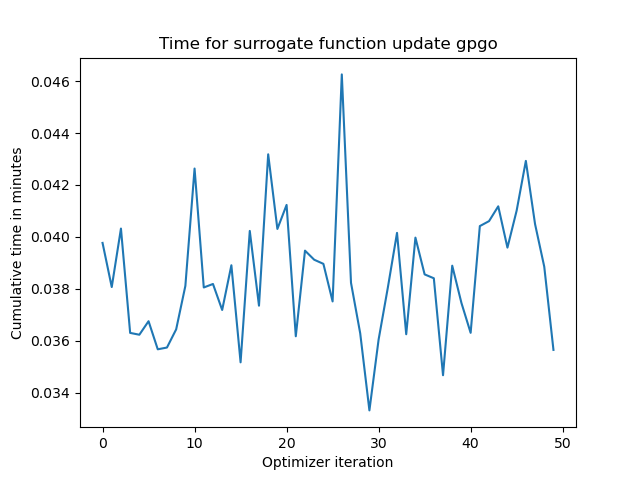 Time for surrogate function update gpgo
Cumulative time in minutes
0.046
0.044
0.042
0.040
0.038
0.036
0.034
0 10 20 30 40 50
Optimizer iteration